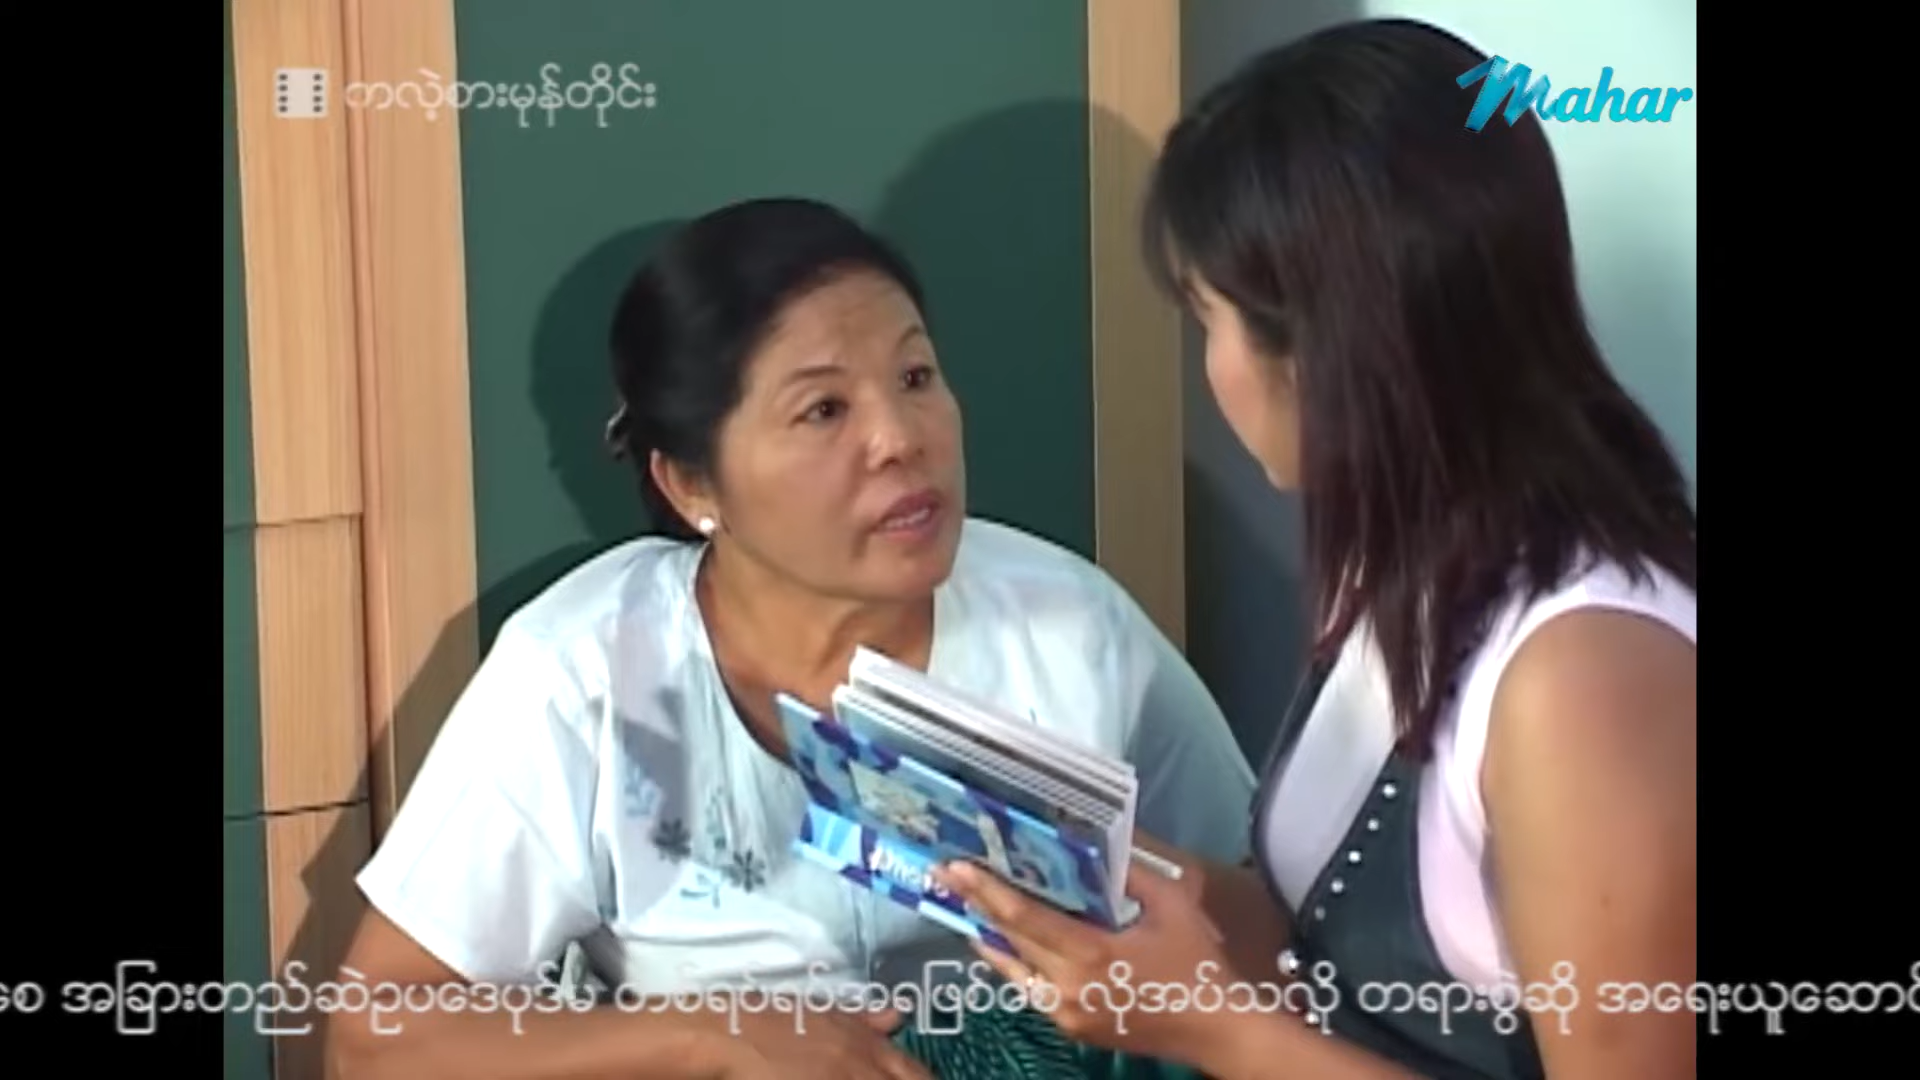 ကလဲ့စားမုန်တိုင်း
Mahar
Photo
စေ အခြားတည်ဆဲဥပဒေပုဒ်မ တစ်ရပ်ရပ်အရဖြစ်စေ လိုအပ်သလို တရားစွဲဆို အရေးယူဆောင်